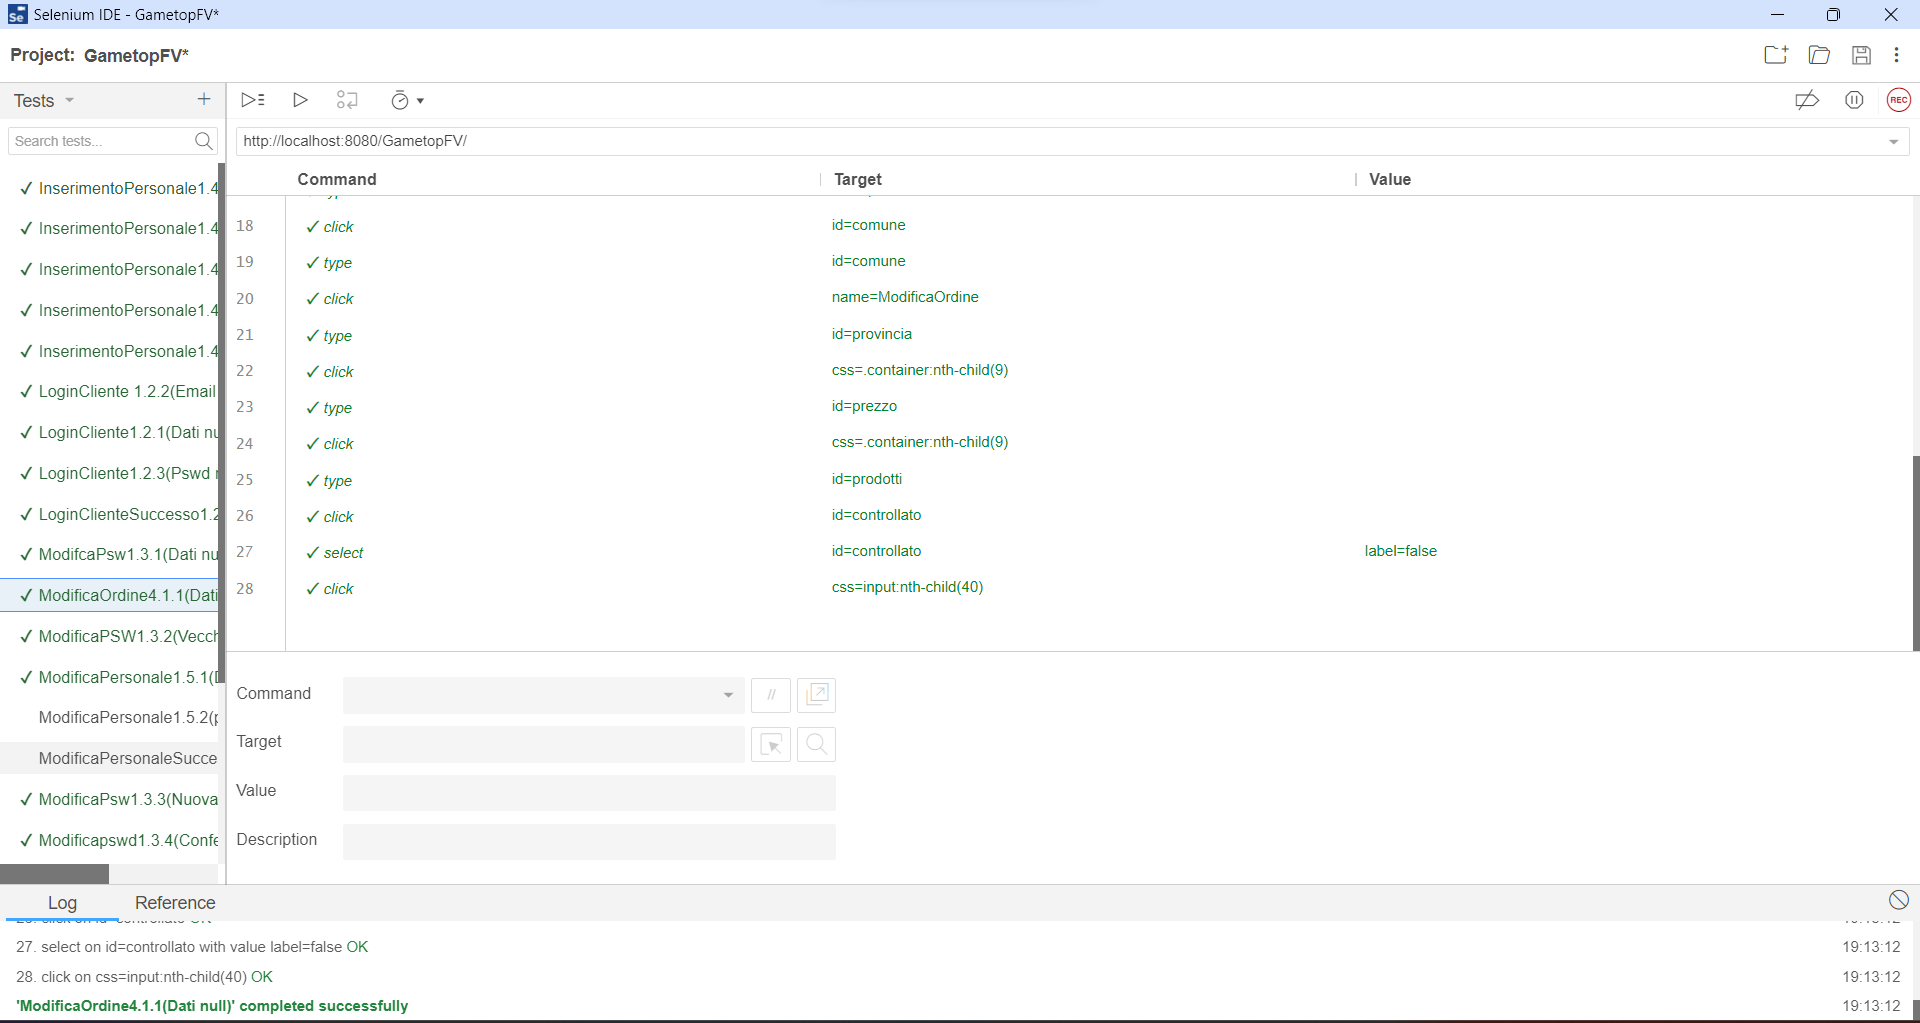 Selenium IDE - GametopFV*
Project: GametopFV*
Tests
Search tests...
REC
http://localhost:8080/GametopFV/
Command Target Value
InserimentoPersonale1.4
InserimentoPersonale1.4
InserimentoPersonale1.4
InserimentoPersonale1.4
InserimentoPersonale1.4
LoginCliente 1.2.2(Email
LoginCliente1.2.1(Dati nu
LoginCliente1.2.3(Pswd
LoginClienteSuccesso1.2
ModifcaPsw1.3.1(Dati nu
ModificaOrdine4.1.1(Dati
ModificaPSW1.3.2(Vecch
ModificaPersonale1.5.1(
ModificaPersonale1.5.2(
ModificaPersonaleSucce
ModificaPsw1.3.3(Nuova
Modificapswd1.3.4(Confe
18 click id=comune
19 type id=comune
20 click name=ModificaOrdine
21 type id=provincia
22 click css=.container:nth-child(9)
23 type id=prezzo
24 click css=.container:nth-child(9)
25 type id=prodotti
26 click id=controllato
27 select id=controllato label=false
28 click css=input:nth-child(40)
Command //
Target
Value
Description
Log Reference
27. select on id=controllato with value label=false OK 19:13:12
28. click on css=input:nth-child(40) OK 19:13:12
'ModificaOrdine4.1.1(Dati null)' completed successfully 19:13:12